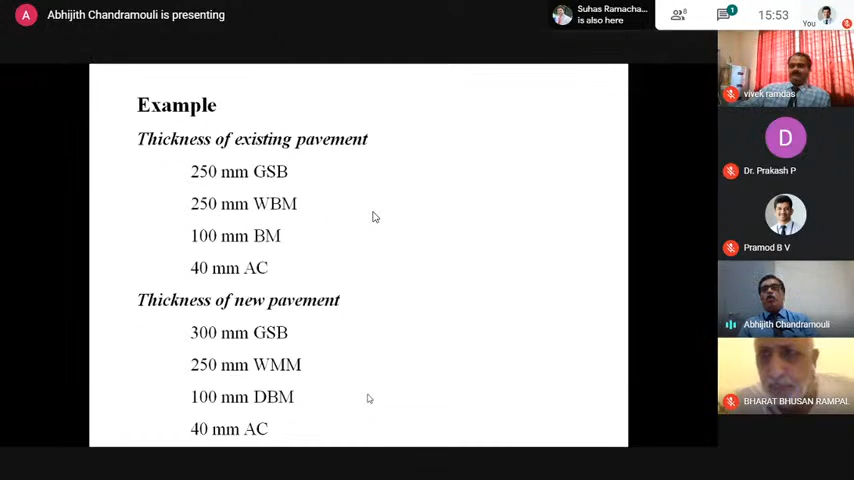 A
Abhijith Chandramouli is presenting
Suhas Ramacha...
is also here
8
1
15:53
You
Example
Thickness of existing pavement
250 mm GSB
250 mm WBM
100 mm BM
40 mm AC
Thickness of new pavement
300 mm GSB
250 mm WMM
100 mm DBM
40 mm AC
vivek ramdas
D
Dr. Prakash P
Pramod B V
Abhijith Chandramouli
BHARAT BHUSAN RAMPAL